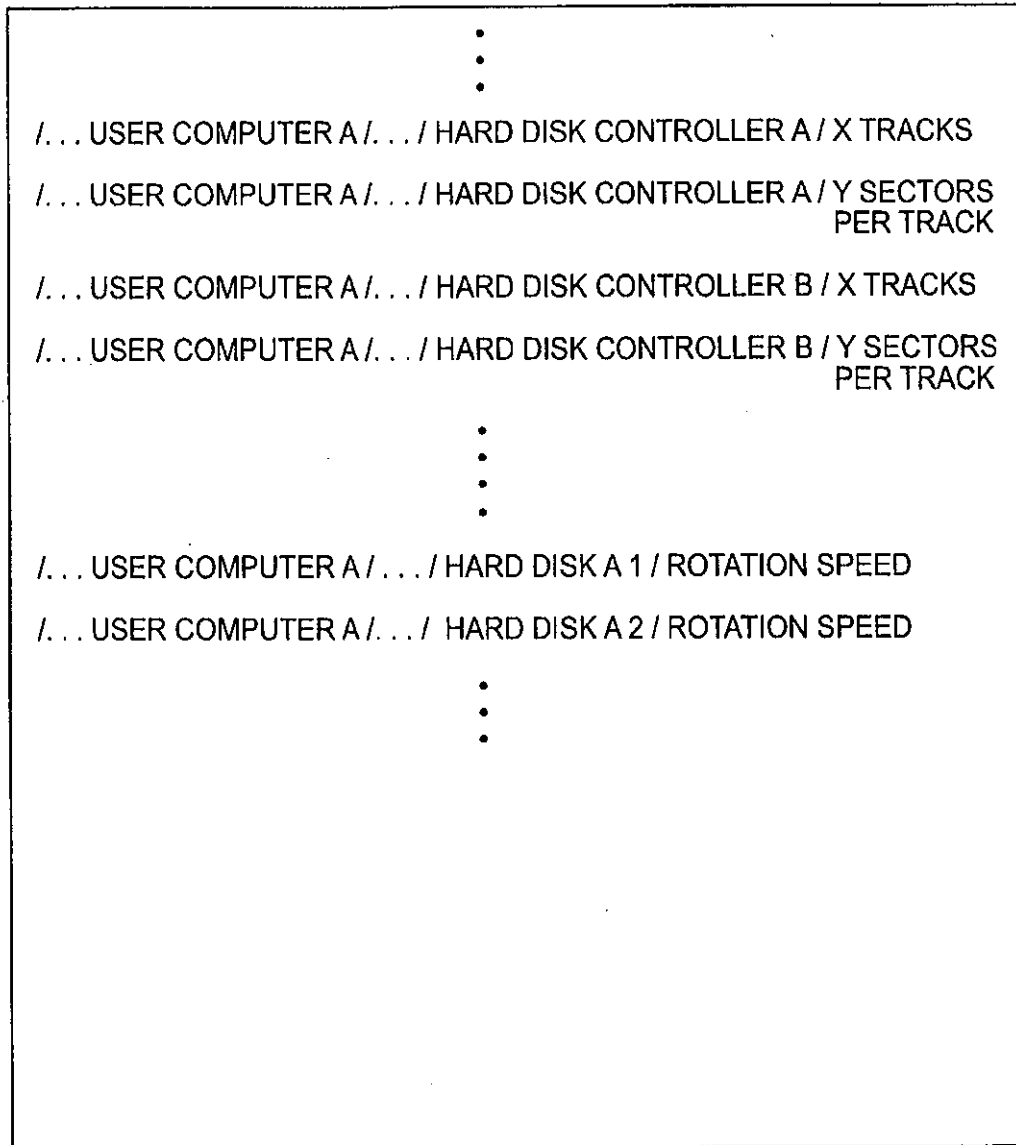 /... USER COMPUTER A /... / HARD DISK CONTROLLER A / X TRACKS
/... USER COMPUTER A /... / HARD DISK CONTROLLER A / Y SECTORS
PER TRACK
/... USER COMPUTER A /... / HARD DISK CONTROLLER B / X TRACKS
/... USER COMPUTER A /... / HARD DISK CONTROLLER B / Y SECTORS
PER TRACK
/... USER COMPUTER A / ... / HARD DISK A 1 / ROTATION SPEED
/... USER COMPUTER A /... / HARD DISK A 2 / ROTATION SPEED